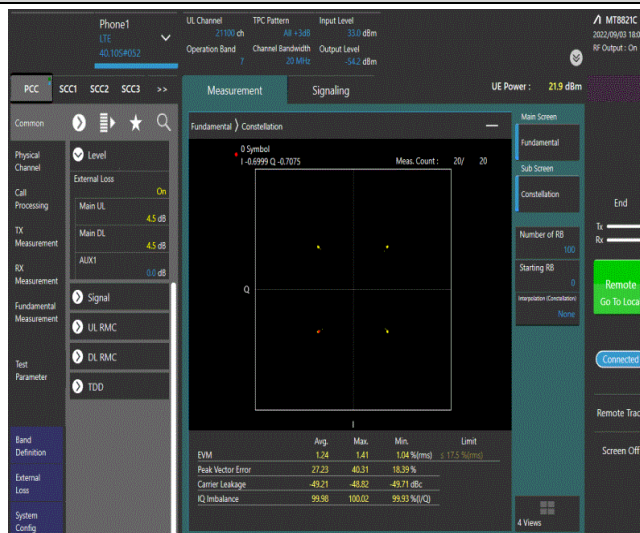 Phone1
LTE
40.10S#052
UL Channel
21100 ch
TPC Pattern
All +3dB
Input Level
33.0 dBm
Operation Band
7
Channel Bandwidth
20 MHz
Output Level
-54.2 dBm
MT8821C
2022/09/03 18:0
RF Output : On
PCC SCC1 SCC2 SCC3 >>
Measurement
Signaling
UE Power : 21.9 dBm
Common
Physical
Channel
Call
Processing
TX
Measurement
RX
Measurement
Fundamental
Measurement
Test
Parameter
Band
Definition
External
Loss
System
Config
Level
External Loss
On
Main UL
4.5 dB
Main DL
4.5 dB
AUX1
0.0 dB
Signal
UL RMC
DL RMC
TDD
Fundamental ⟩ Constellation
0 Symbol
I -0.6999 Q -0.7075
Meas. Count : 20/ 20
Q
I
Avg. Max. Min. Limit
EVM 1.24 1.41 1.04 %(rms) ≤ 17.5 %(rms)
Peak Vector Error 27.23 40.31 18.39 %
Carrier Leakage -49.21 -48.82 -49.71 dBc
IQ Imbalance 99.98 100.02 99.93 %(I/Q)
Main Screen
Fundamental
Sub Screen
Constellation
Number of RB
100
Starting RB
0
Interpolation (Constellation)
None
4 Views
End
Tx
Rx
Remote
Go To Loca
Connected
Remote Trac
Screen Off